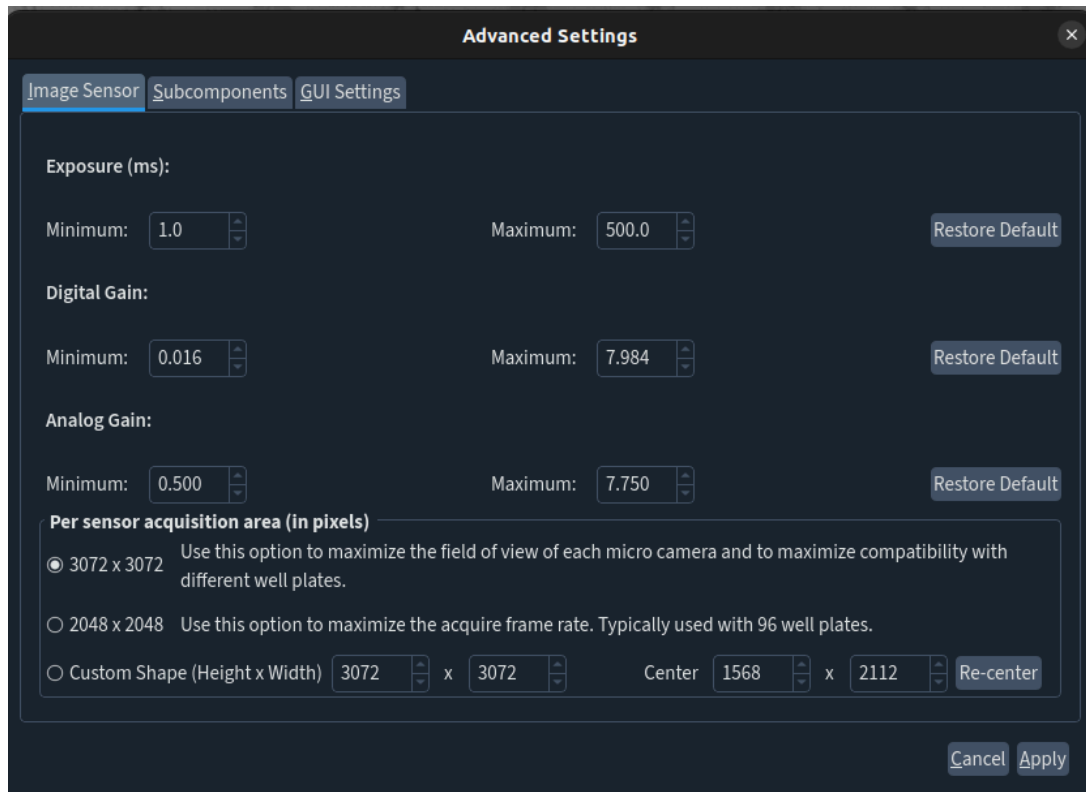 Advanced Settings
Image Sensor Subcomponents GUI Settings
Exposure (ms):
Minimum: 1.0 Maximum: 500.0 Restore Default
Digital Gain:
Minimum: 0.016 Maximum: 7.984 Restore Default
Analog Gain:
Minimum: 0.500 Maximum: 7.750 Restore Default
Per sensor acquisition area (in pixels)
3072 x 3072 Use this option to maximize the field of view of each micro camera and to maximize compatibility with
different well plates.
2048 x 2048 Use this option to maximize the acquire frame rate. Typically used with 96 well plates.
Custom Shape (Height x Width) 3072 x 3072 Center 1568 x 2112 Re-center
Cancel Apply